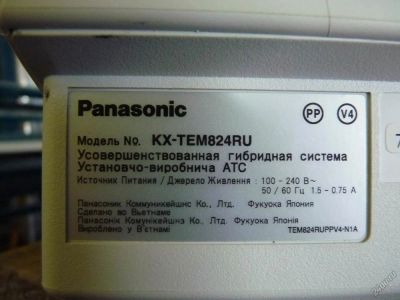 Panasonic PP V4
Модель No. KX-TEM824RU
Усовершенствованная гибридная система
Установчо-виробнича АТС
Источник Питания / Джерело Живлення : 100 - 240 В~
50 / 60 Гц 1.5 - 0.75 A
Панасоник Коммуникейшнс Ко., Лтд. Фукуока Япония
Сделано во Вьетнаме
Панасонік Комунікейшнс Ко., Лтд. Фукуока Японія
Вироблено у В'єтнамі TEM824RUPPV4-N1A
7